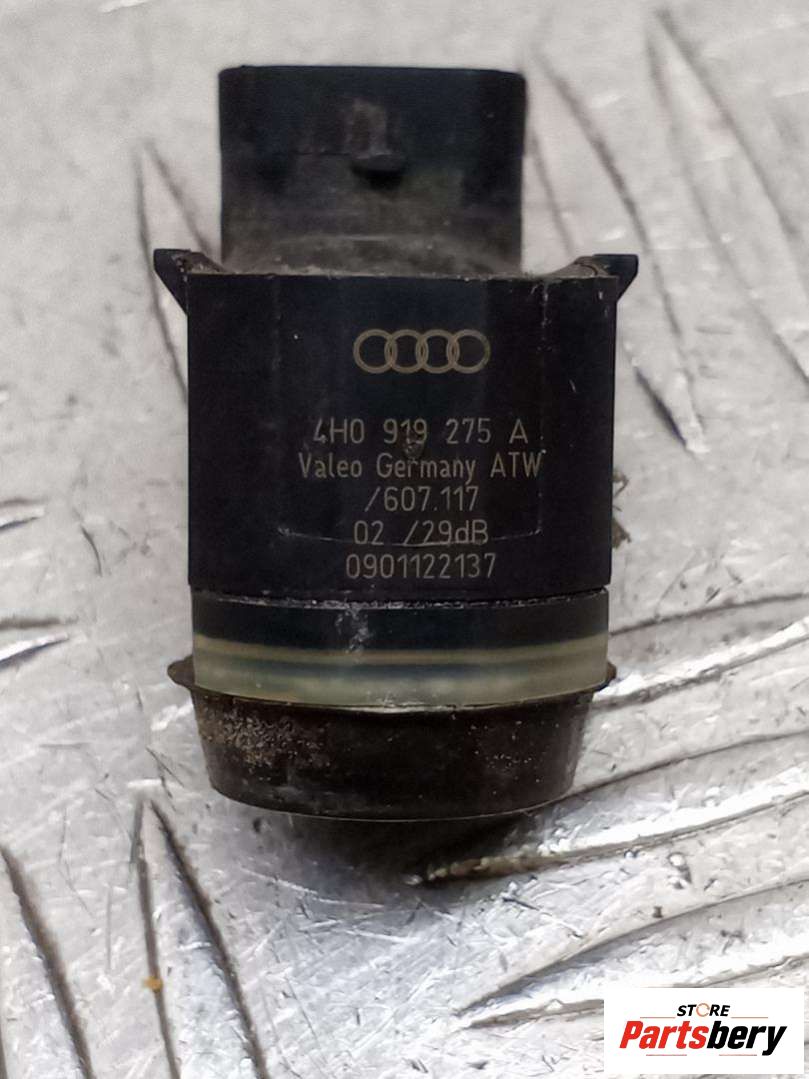 4H0 919 275 A
Valeo Germany ATW
/607.117
02 /29dB
0901122137
STORE
Partsbery